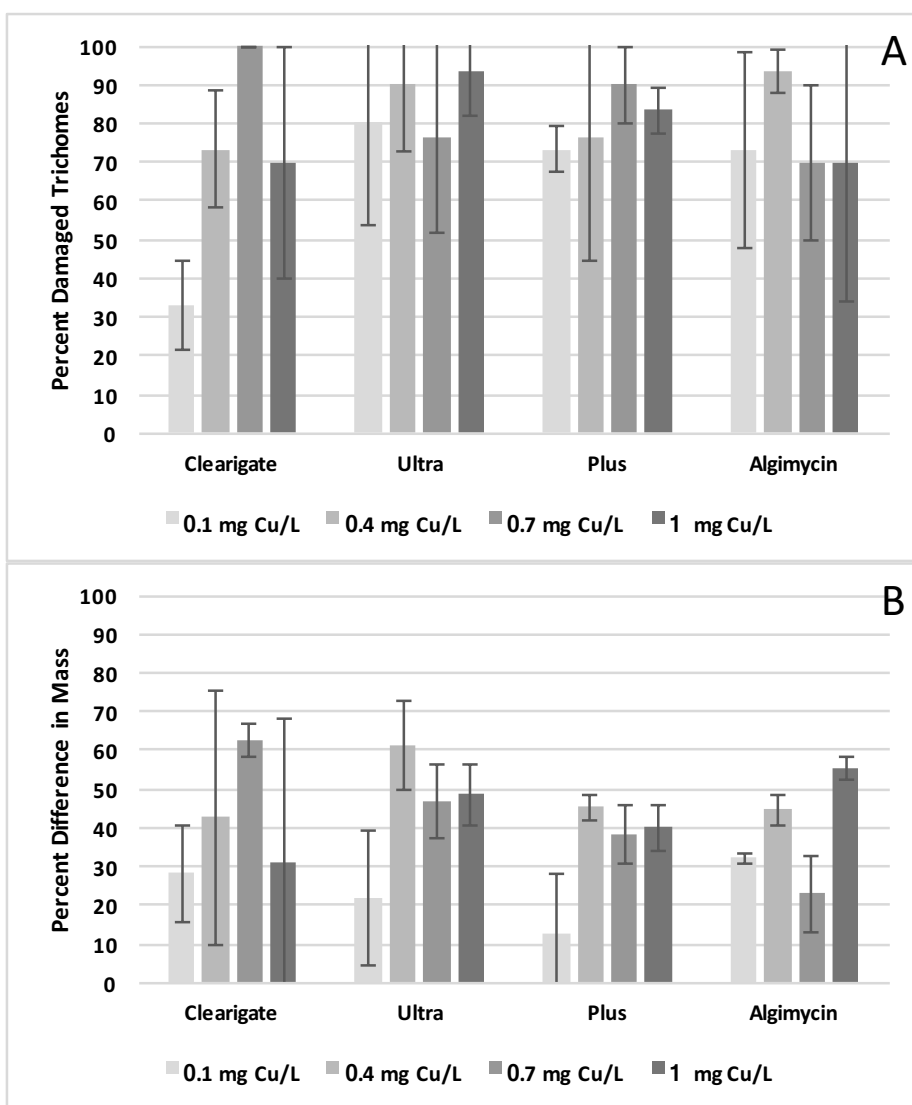 A
Percent Damaged Trichomes
100
90
80
70
60
50
40
30
20
10
0
Clearigate Ultra Plus Algimycin
0.1 mg Cu/L 0.4 mg Cu/L 0.7 mg Cu/L 1 mg Cu/L
B
Percent Difference in Mass
100
90
80
70
60
50
40
30
20
10
0
Clearigate Ultra Plus Algimycin
0.1 mg Cu/L 0.4 mg Cu/L 0.7 mg Cu/L 1 mg Cu/L